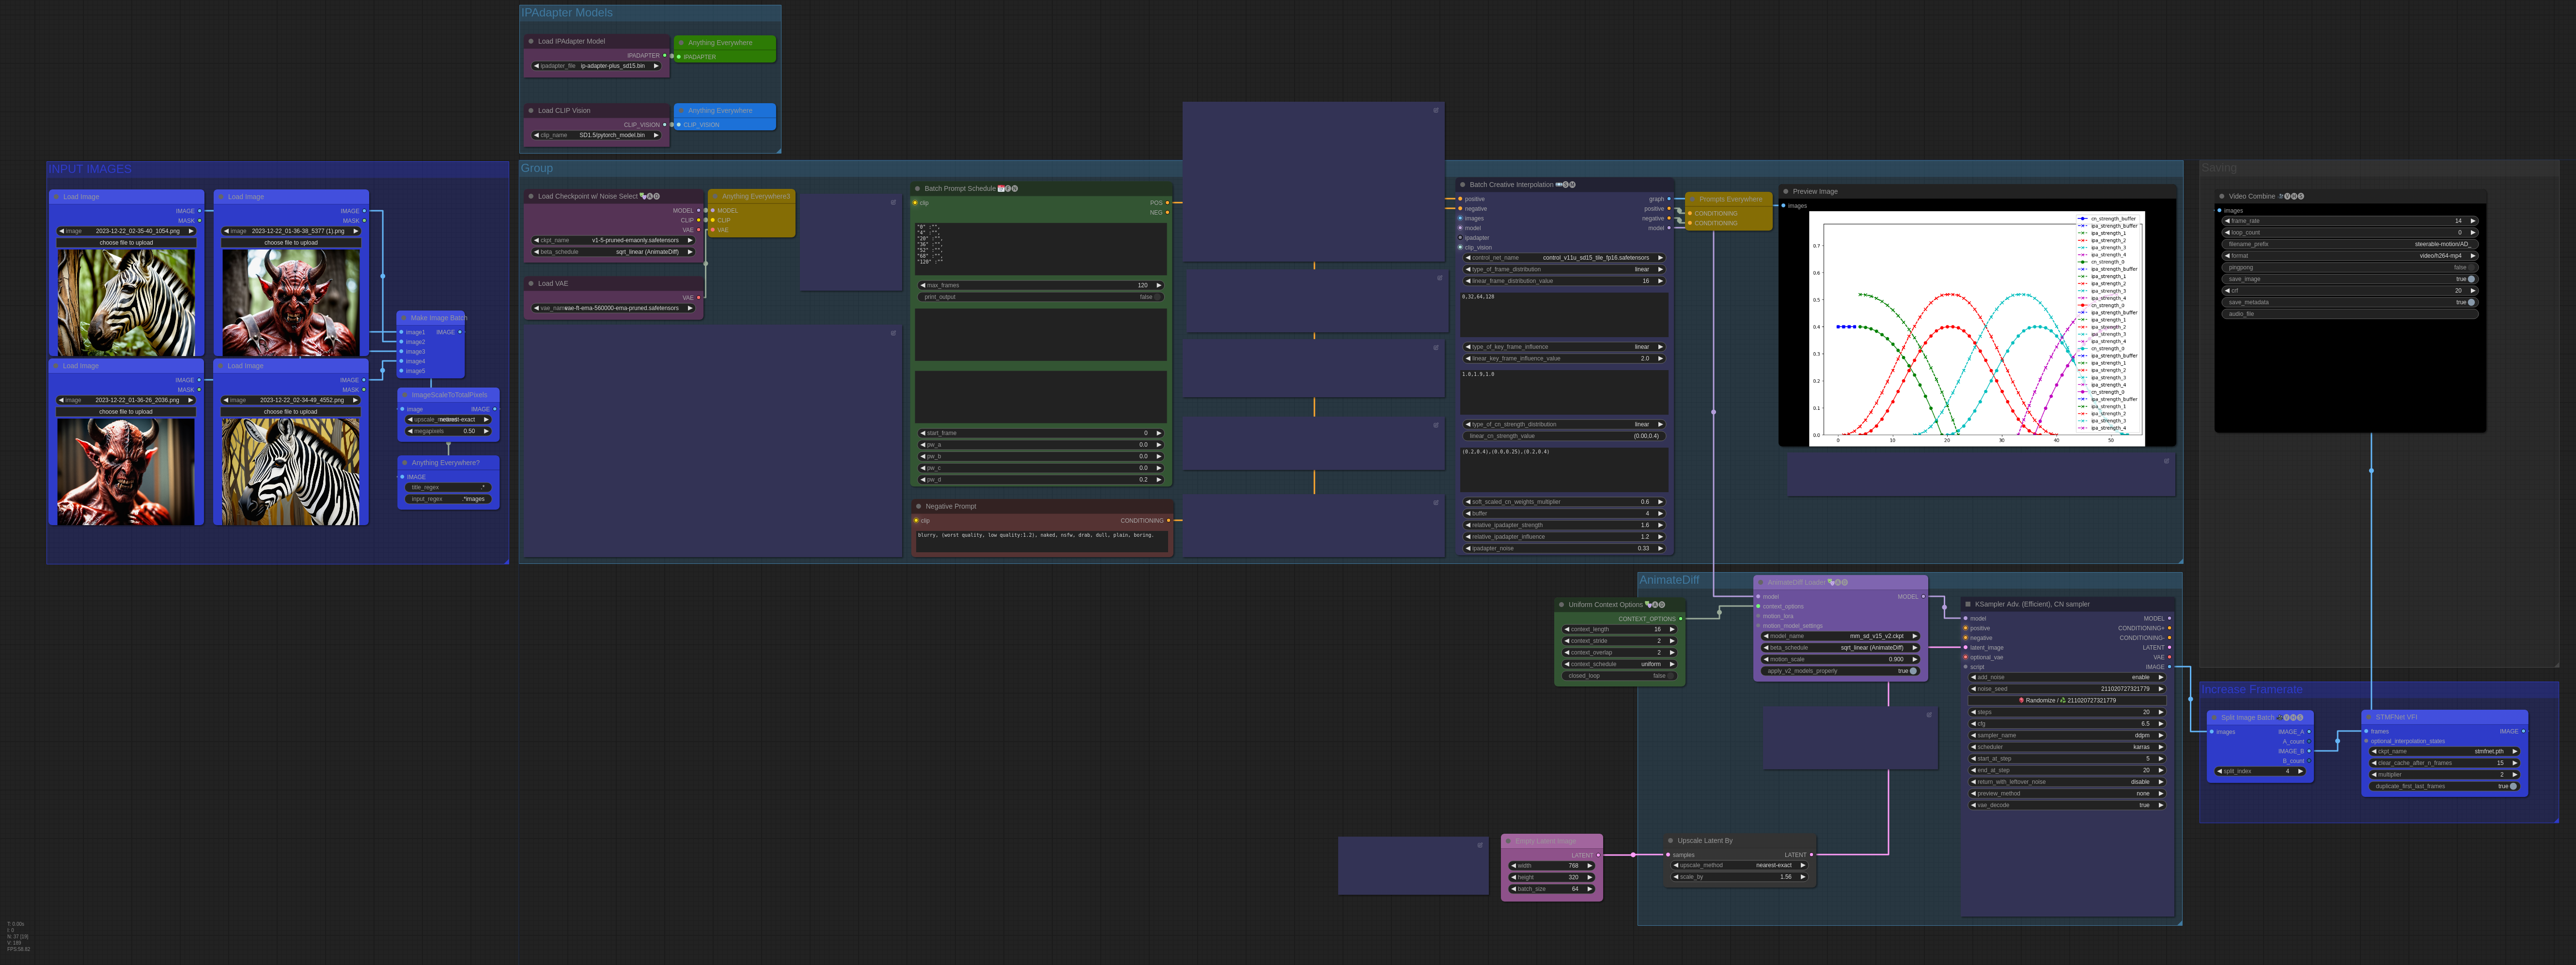 IPAdapter Models
Load IPAdapter Model
IPADAPTER
ipadapter_file ip-adapter-plus_sd15.bin
Anything Everywhere
IPADAPTER
Load CLIP Vision
CLIP_VISION
clip_name SD1.5/pytorch_model.bin
Anything Everywhere
CLIP_VISION
INPUT IMAGES
Load Image
IMAGE
MASK
image 2023-12-22_02-35-40_1054.png
choose file to upload
Load Image
IMAGE
MASK
image 2023-12-22_01-36-38_5377 (1).png
choose file to upload
Load Image
IMAGE
MASK
image 2023-12-22_01-36-26_2036.png
choose file to upload
Load Image
IMAGE
MASK
image 2023-12-22_02-34-49_4552.png
choose file to upload
Make Image Batch
image1 IMAGE
image2
image3
image4
image5
ImageScaleToTotalPixels
image IMAGE
nearest-exact
megapixels 0.50
Anything Everywhere?
IMAGE
title_regex .*
input_regex .*images
Group
Load Checkpoint w/ Noise Select
MODEL
CLIP
VAE
ckpt_name v1-5-pruned-emaonly.safetensors
beta_schedule sqrt_linear (AnimateDiff)
Anything Everywhere3
MODEL
CLIP
VAE
Load VAE
VAE
Batch Prompt Schedule
clip POS
NEG
"0" :"",
"4" :"",
"20" :"",
"36" :"",
"52" :"",
"68" :"",
"120" :""
max_frames 120
print_output false
start_frame 0
pw_a 0.0
pw_b 0.0
pw_c 0.0
pw_d 0.2
Negative Prompt
clip CONDITIONING
blurry, (worst quality, low quality:1.2), naked, nsfw, drab, dull, plain, boring.
Batch Creative Interpolation
positive graph
negative positive
images negative
model model
ipadapter
clip_vision
control_net_name control_v11u_sd15_tile_fp16.safetensors
type_of_frame_distribution linear
linear_frame_distribution_value 16
0,32,64,128
type_of_key_frame_influence linear
linear_key_frame_influence_value 2.0
1.0,1.9,1.0
type_of_cn_strength_distribution linear
linear_cn_strength_value (0.00,0.4)
(0.2,0.4),(0.0,0.25),(0.2,0.4)
soft_scaled_cn_weights_multiplier 0.6
buffer 4
relative_ipadapter_strength 1.6
relative_ipadapter_influence 1.2
ipadapter_noise 0.33
Prompts Everywhere
CONDITIONING
CONDITIONING
Preview Image
images
0.7
0.6
0.5
0.4
0.3
0.2
0.1
0.0
0 10 20 30 40 50
cn_strength_buffer
ipa_strength_buffer
ipa_strength_1
ipa_strength_2
ipa_strength_3
ipa_strength_4
cn_strength_0
ipa_strength_buffer
ipa_strength_1
ipa_strength_2
ipa_strength_3
ipa_strength_4
cn_strength_0
ipa_strength_buffer
ipa_strength_1
ipa_strength_2
ipa_strength_3
ipa_strength_4
cn_strength_0
ipa_strength_buffer
ipa_strength_1
ipa_strength_2
ipa_strength_3
ipa_strength_4
cn_strength_0
ipa_strength_buffer
ipa_strength_1
ipa_strength_2
ipa_strength_3
ipa_strength_4
Saving
Video Combine
images
frame_rate 14
loop_count 0
filename_prefix steerable-motion/AD_
format video/h264-mp4
pingpong false
save_image true
crf 20
save_metadata true
audio_file
AnimateDiff
Uniform Context Options
CONTEXT_OPTIONS
context_length 16
context_stride 2
context_overlap 2
context_schedule uniform
closed_loop false
AnimateDiff Loader
model MODEL
context_options
motion_lora
motion_model_settings
model_name mm_sd_v15_v2.ckpt
beta_schedule sqrt_linear (AnimateDiff)
motion_scale 0.900
apply_v2_models_properly true
KSampler Adv. (Efficient), CN sampler
model MODEL
positive CONDITIONING+
negative CONDITIONING-
latent_image LATENT
optional_vae VAE
script IMAGE
add_noise enable
noise_seed 211020727321779
Randomize / 211020727321779
steps 20
cfg 6.5
sampler_name ddpm
scheduler karras
start_at_step 5
end_at_step 20
return_with_leftover_noise disable
preview_method none
vae_decode true
Empty Latent Image
LATENT
width 768
height 320
batch_size 64
Upscale Latent By
samples LATENT
upscale_method nearest-exact
scale_by 1.56
Increase Framerate
Split Image Batch
images IMAGE_A
A_count
IMAGE_B
B_count
split_index 4
STMFNet VFI
frames IMAGE
optional_interpolation_states
ckpt_name stmfnet.pth
clear_cache_after_n_frames 15
multiplier 2
duplicate_first_last_frames true
T: 0.00s
I: 0
N: 37 [19]
V: 189